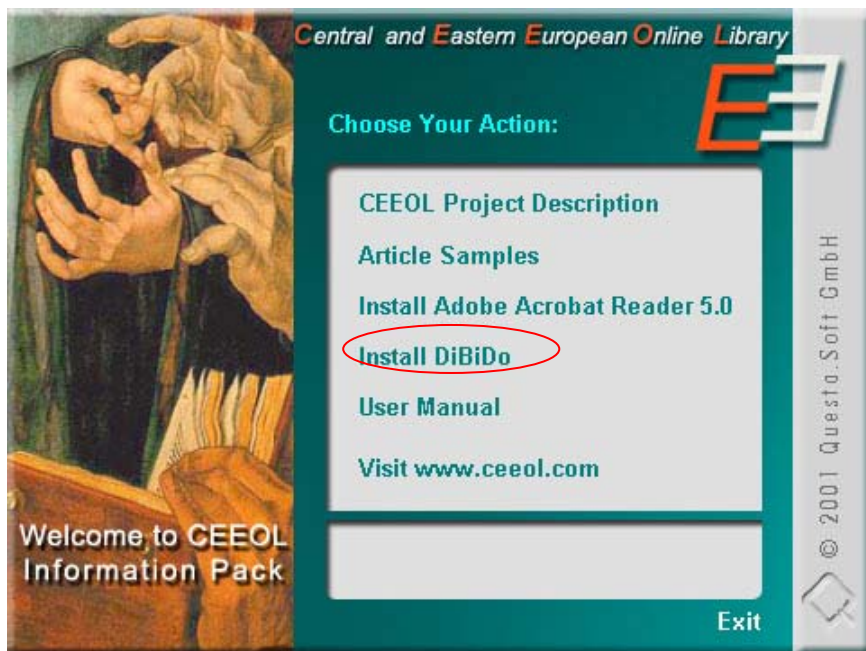 Central and Eastern European Online Library
EE
Choose Your Action:
CEEOL Project Description
Article Samples
Install Adobe Acrobat Reader 5.0
Install DiBiDo
User Manual
Visit www.ceeol.com
Welcome to CEEOL
Information Pack
Exit
© 2001 Questa.Soft GmbH